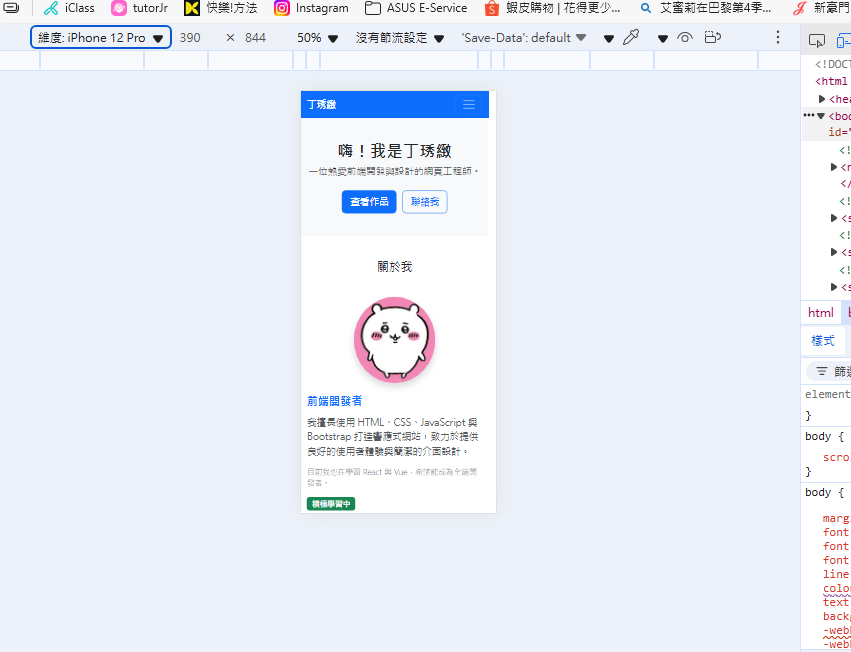 iClass tutorJr 快樂!方法 Instagram ASUS E-Service 蝦皮購物 | 花得更少... 艾蜜莉在巴黎第4季... 新豪門
維度: iPhone 12 Pro ▼ 390 × 844 50% ▼ 沒有節流設定 ▼ 'Save-Data': default ▼
丁琇緻
嗨！我是丁琇緻
一位熱愛前端開發與設計的網頁工程師。
查看作品 聯絡我
關於我
前端開發者
我擅長使用 HTML、CSS、JavaScript 與
Bootstrap 打造響應式網站，致力於提供
良好的使用者體驗與簡潔的介面設計。
目前我也在學習 React 與 Vue，希望能成為全端開
發者。
積極學習中
<!DOCT
<html
▶<hea
•••▼<bod
id="
<!
▶<n
</
<!
▶<s
<!
▶<s
<!
▶<s
html b
樣式
篩選
element
}
body {
scro
}
body {
margi
font
font
font
line
colo
text
backg
-webk
-webk